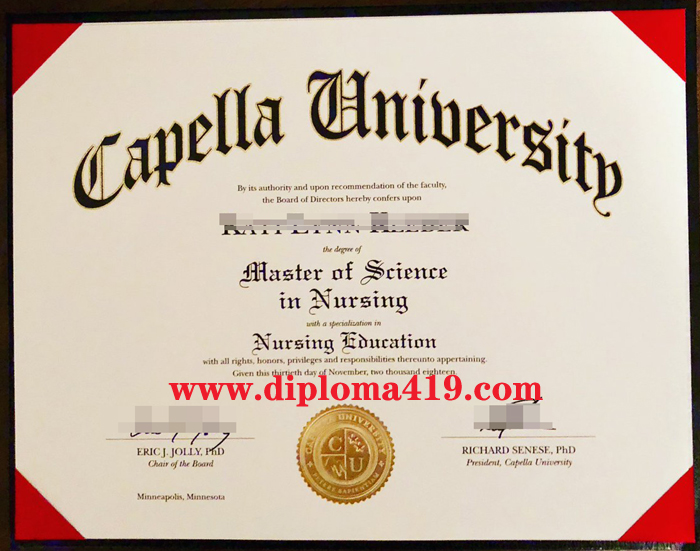 Capella University
By its authority and upon recommendation of the faculty,
the Board of Directors hereby confers upon
the degree of
Master of Science
in Nursing
with a specialization in
Nursing Education
with all rights, honors, privileges and responsibilities thereunto appertaining.
Given this thirtieth day of November, two thousand eighteen.
www.diploma419.com
ERIC J. JOLLY, PhD
Chair of the Board
RICHARD SENESE, PhD
President, Capella University
CAPELLA UNIVERSITY
C
U
Minneapolis, Minnesota